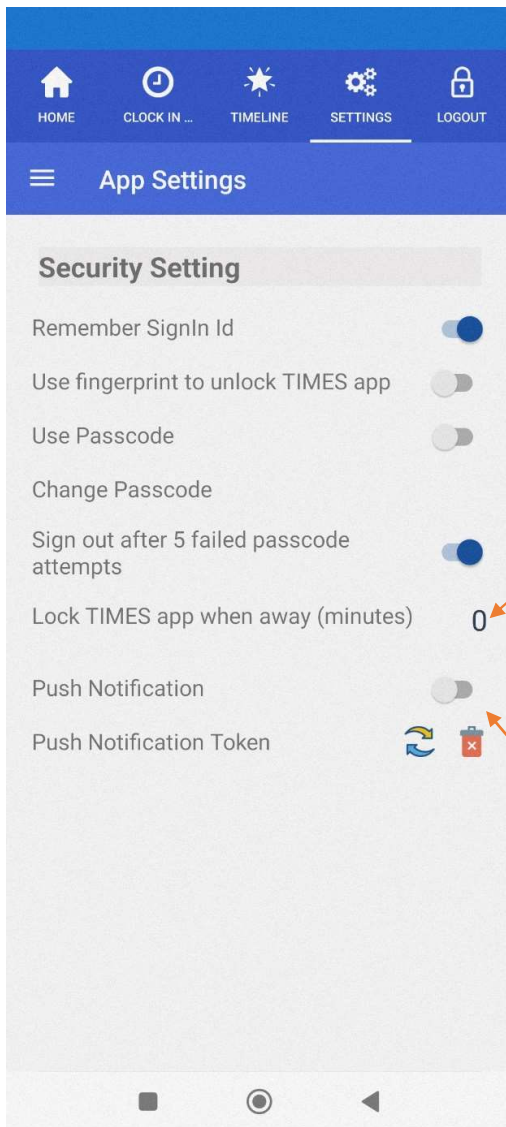 HOME CLOCK IN ... TIMELINE SETTINGS LOGOUT
App Settings
Security Setting
Remember SignIn Id
Use fingerprint to unlock TIMES app
Use Passcode
Change Passcode
Sign out after 5 failed passcode
attempts
Lock TIMES app when away (minutes) 0
Push Notification
Push Notification Token